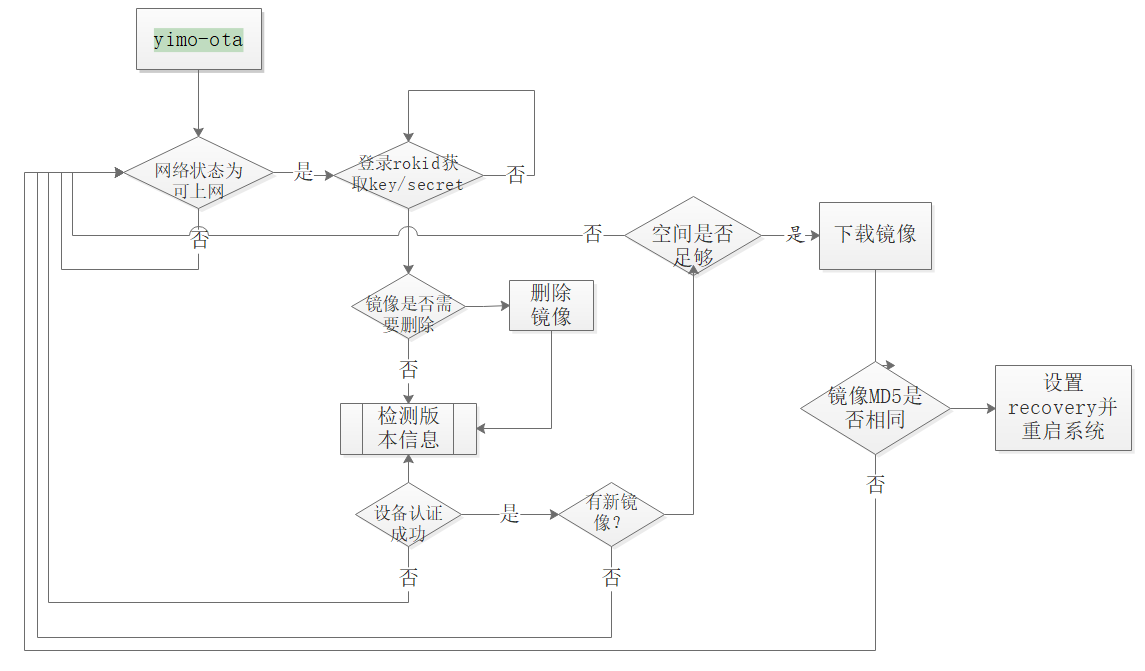 yimo-ota
网络状态为
可上网
是
登录rokid获
取key/secret
否
否
否
空间是否
足够
是
下载镜像
镜像是否需
要删除
删除
镜像
否
检测版
本信息
镜像MD5是
否相同
设置
recovery并
重启系统
设备认证
成功
是
有新镜
像?
否
否
否